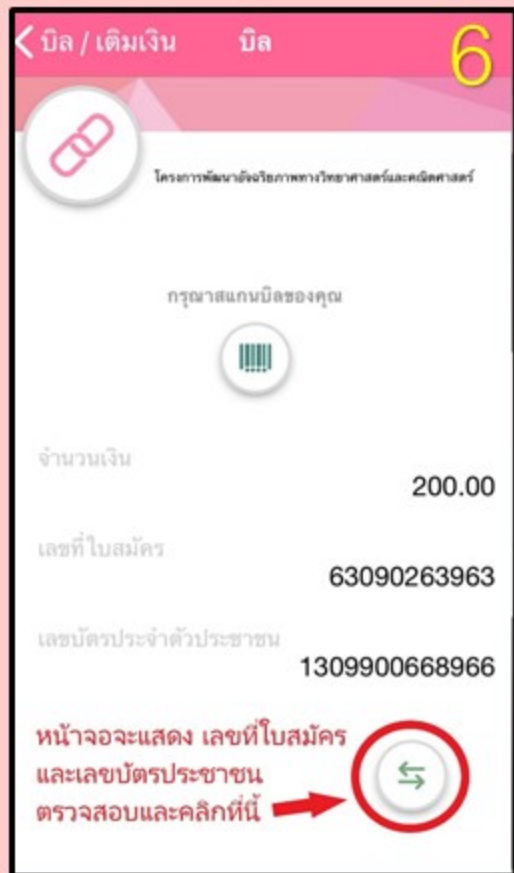 บิล / เติมเงิน บิล 6
โครงการพัฒนาอัจฉริยภาพทางวิทยาศาสตร์และคณิตศาสตร์
กรุณาสแกนบิลของคุณ
จำนวนเงิน
200.00
เลขที่ใบสมัคร
63090263963
เลขบัตรประจำตัวประชาชน
1309900668966
หน้าจอจะแสดง เลขที่ใบสมัคร
และเลขบัตรประชาชน
ตรวจสอบและคลิกที่นี้